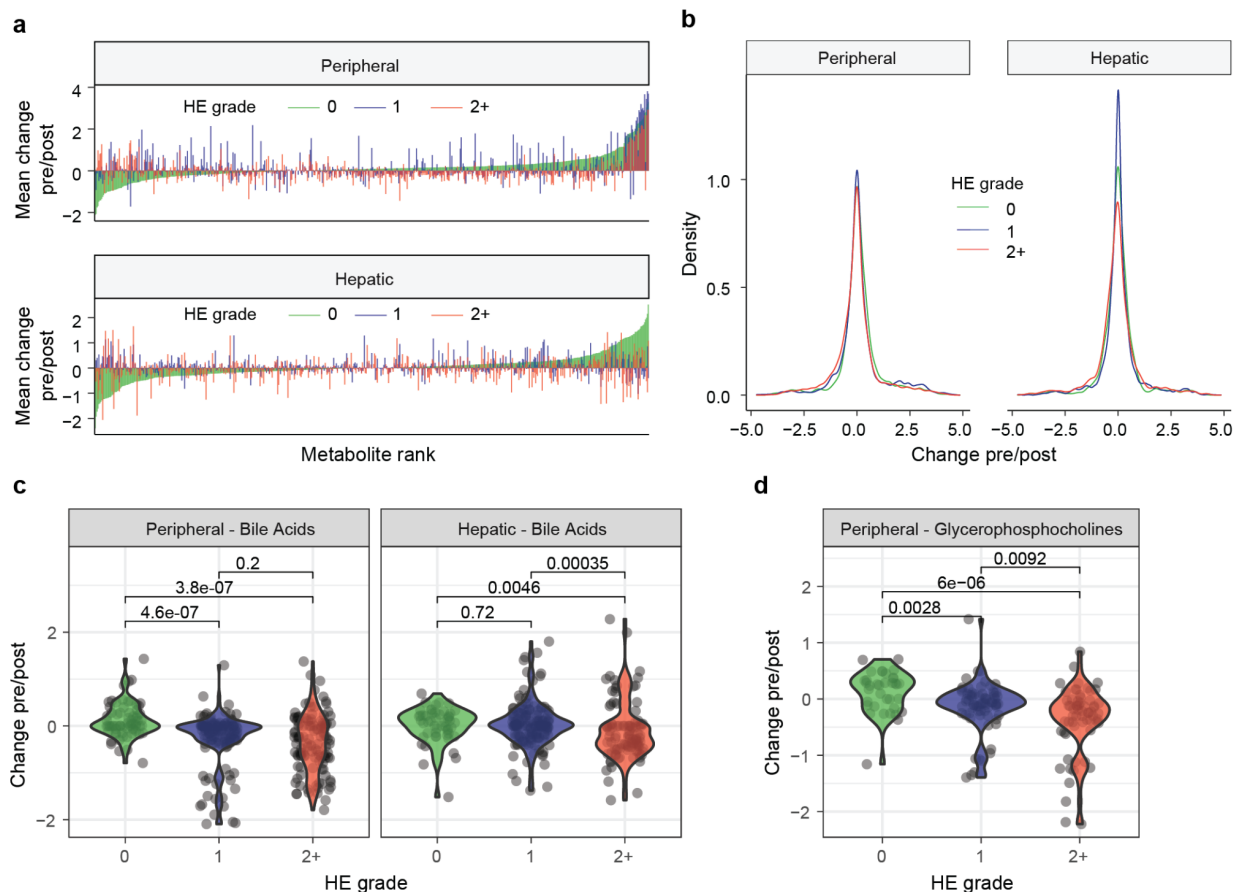 a
Peripheral
HE grade 0 1 2+
Mean change
pre/post
4
2
0
−2
Hepatic
HE grade 0 1 2+
Mean change
pre/post
2
1
0
−1
−2
Metabolite rank
b
Peripheral Hepatic
HE grade
0
1
2+
Density
1.0
0.5
0.0
−5.0 −2.5 0.0 2.5 5.0 −5.0 −2.5 0.0 2.5 5.0
Change pre/post
c
Peripheral - Bile Acids Hepatic - Bile Acids
0.2
3.8e-07
4.6e-07
0.00035
0.0046
0.72
Change pre/post
2
0
−2
0 1 2+ 0 1 2+
HE grade
d
Peripheral - Glycerophosphocholines
0.0092
6e−06
0.0028
Change pre/post
2
1
0
−1
−2
0 1 2+
HE grade